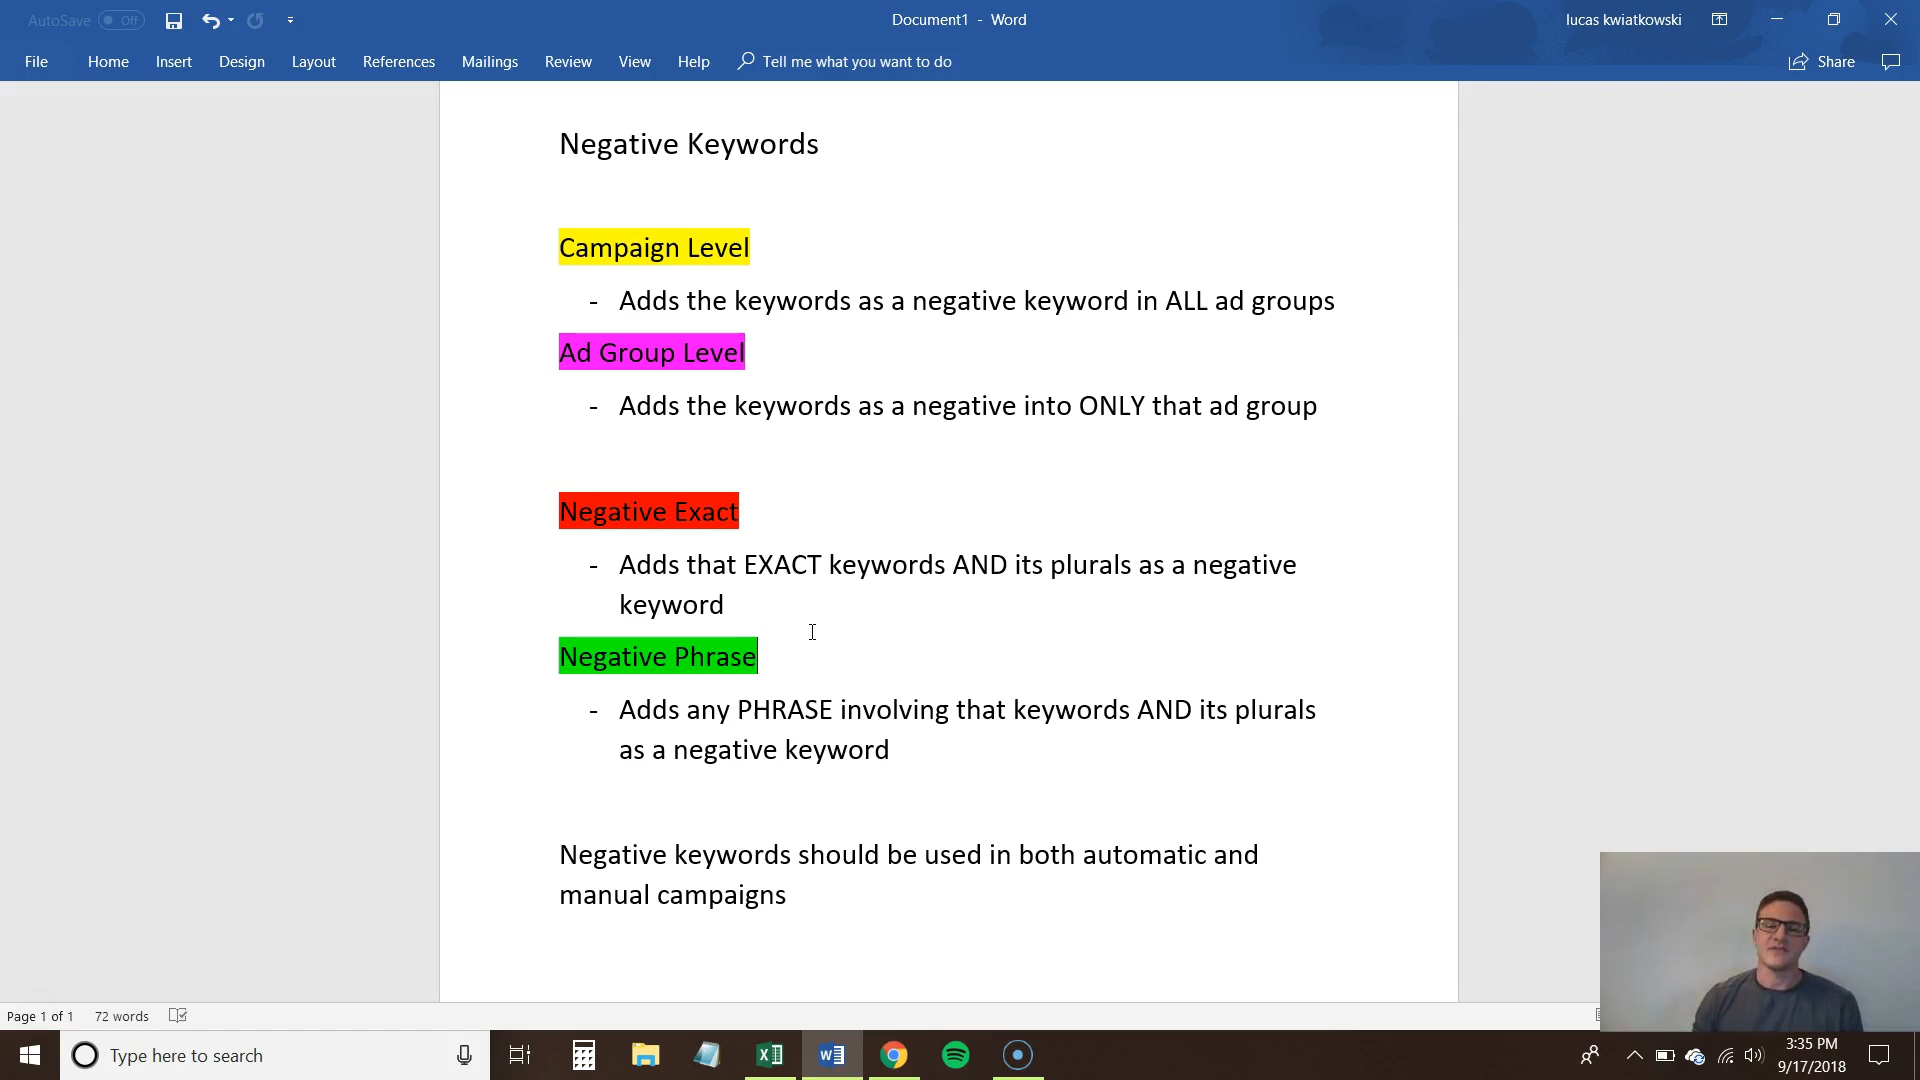 AutoSave Off
Document1 - Word
lucas kwiatkowski
File Home Insert Design Layout References Mailings Review View Help Tell me what you want to do Share
Negative Keywords
Campaign Level
- Adds the keywords as a negative keyword in ALL ad groups
Ad Group Level
- Adds the keywords as a negative into ONLY that ad group
Negative Exact
- Adds that EXACT keywords AND its plurals as a negative
keyword
Negative Phrase
- Adds any PHRASE involving that keywords AND its plurals
as a negative keyword
Negative keywords should be used in both automatic and
manual campaigns
Page 1 of 1 72 words
Type here to search
3:35 PM
9/17/2018